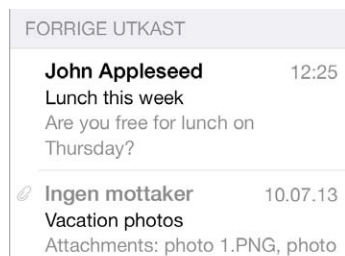 FORRIGE UTKAST
John Appleseed 12:25
Lunch this week
Are you free for lunch on
Thursday?
Ingen mottaker 10.07.13
Vacation photos
Attachments: photo 1.PNG, photo